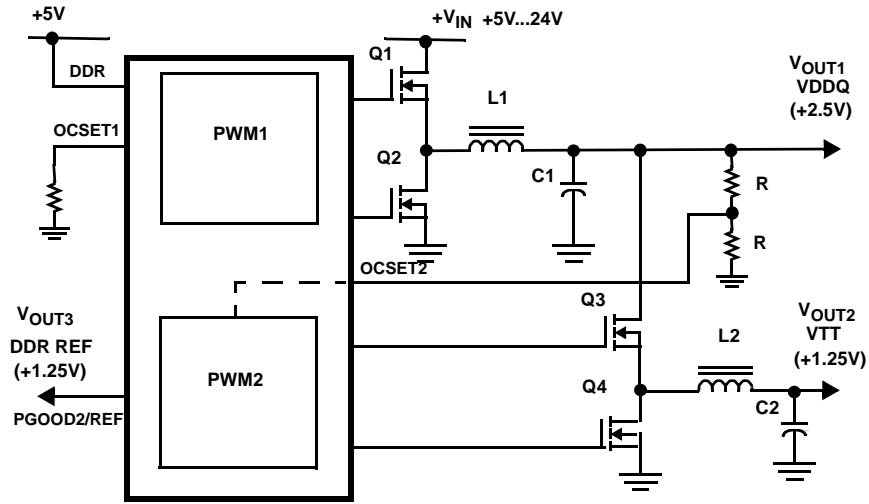 +5V
+VIN +5V...24V
Q1
DDR
L1
VOUT1
VDDQ
(+2.5V)
OCSET1
PWM1
Q2
C1
R
R
OCSET2
VOUT3
DDR REF
(+1.25V)
PGOOD2/REF
PWM2
Q3
L2
VOUT2
VTT
(+1.25V)
Q4
C2